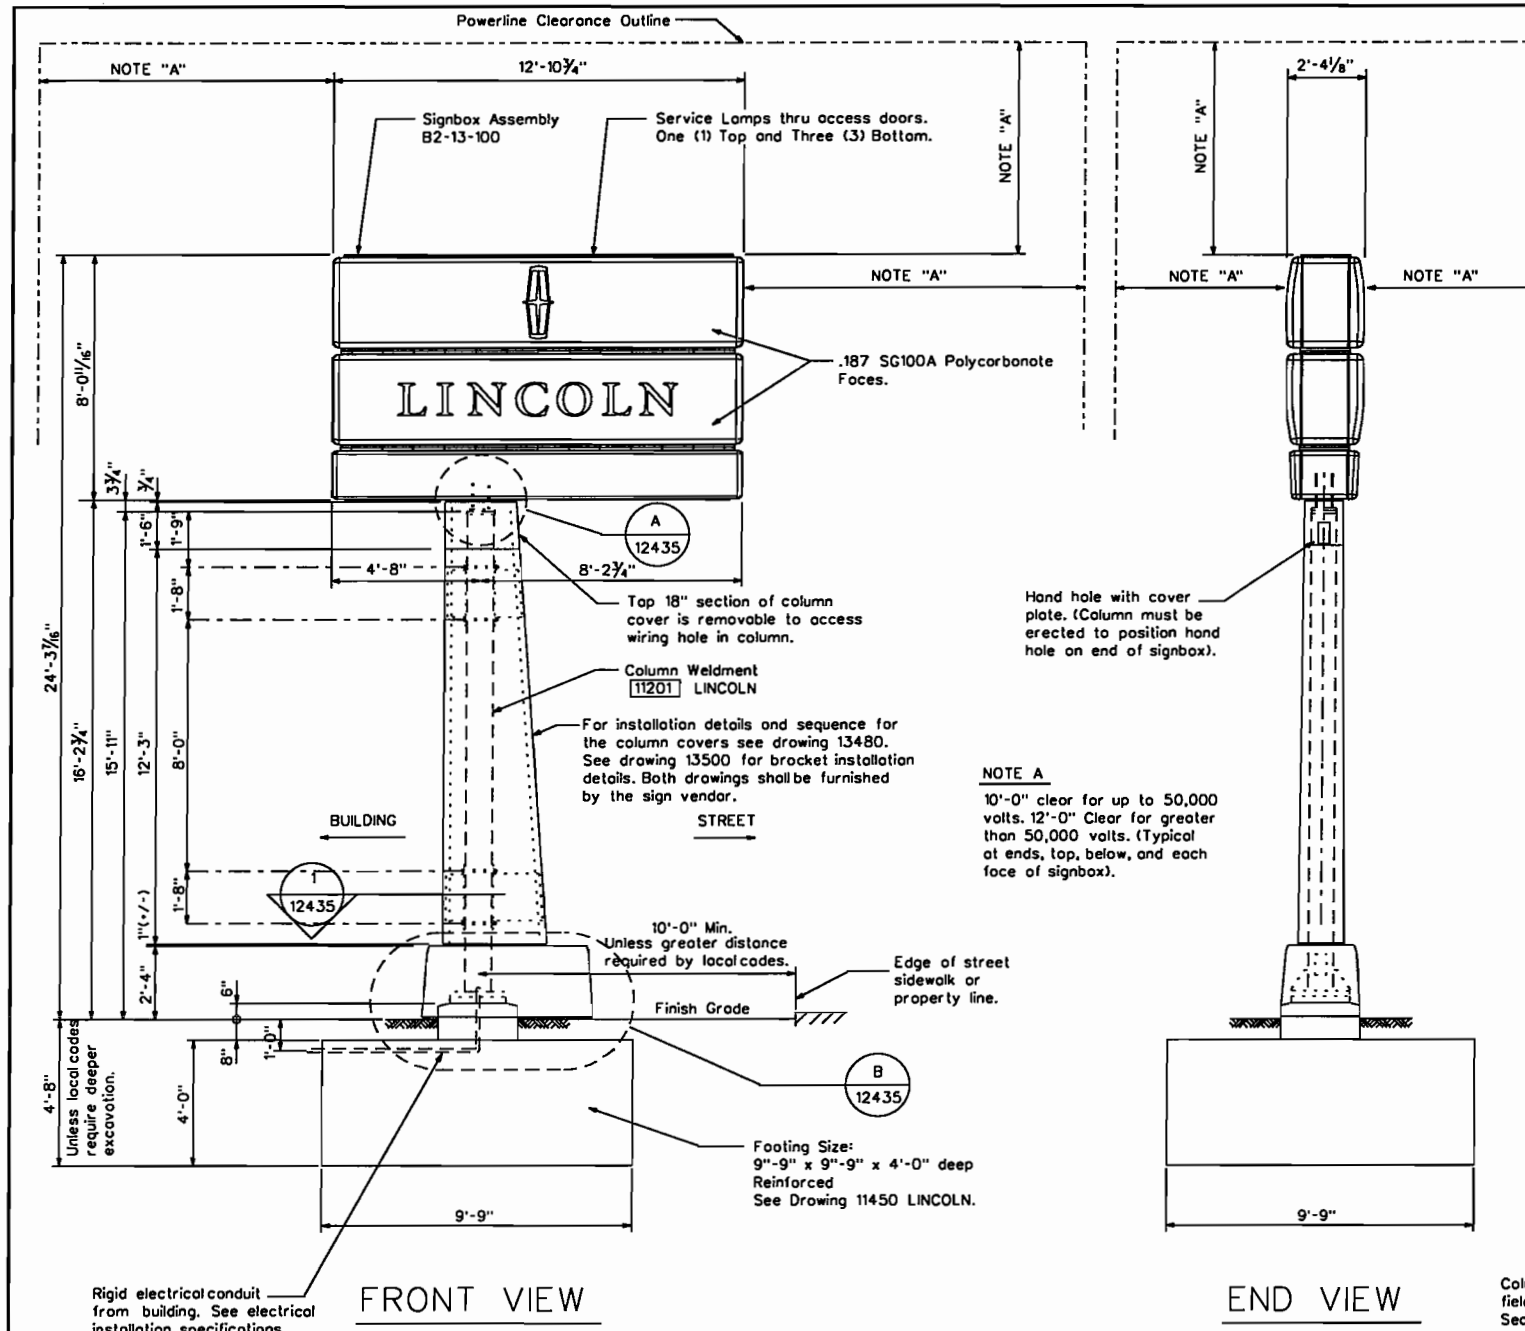 Powerline Clearance Outline
NOTE "A"
12'-10¾"
2'-4⅛"
Signbox Assembly
B2-13-100
Service Lamps thru access doors.
One (1) Top and Three (3) Bottom.
NOTE "A"
NOTE "A"
NOTE "A"
NOTE "A"
NOTE "A"
8'-0¹¹⁄₁₆"
.187 SG100A Polycarbonate
Faces.
LINCOLN
3¾"
¾"
1'-6"
1'-9"
A
12435
4'-8"
8'-2¾"
1'-8"
Top 18" section of column
cover is removable to access
wiring hole in column.
Hand hole with cover
plate. (Column must be
erected to position hand
hole on end of signbox).
24'-3⁷⁄₁₆"
16'-2¾"
15'-11"
12'-3"
8'-0"
Column Weldment
11201 LINCOLN
For installation details and sequence for
the column covers see drawing 13480.
See drawing 13500 for bracket installation
details. Both drawings shall be furnished
by the sign vendor.
BUILDING
STREET
NOTE A
10'-0" clear for up to 50,000
volts. 12'-0" Clear for greater
than 50,000 volts. (Typical
at ends, top, below, and each
face of signbox).
1'-8"
1"(+/-)
1
12435
10'-0" Min.
Unless greater distance
required by local codes.
Edge of street
sidewalk or
property line.
2'-4"
6"
Finish Grade
8"
1'-0"
4'-8"
Unless local codes
require deeper
excavation.
4'-0"
B
12435
Footing Size:
9"-9" x 9"-9" x 4'-0" deep
Reinforced
See Drawing 11450 LINCOLN.
9'-9"
9'-9"
Rigid electrical conduit
from building. See electrical
installation specifications
FRONT VIEW
END VIEW